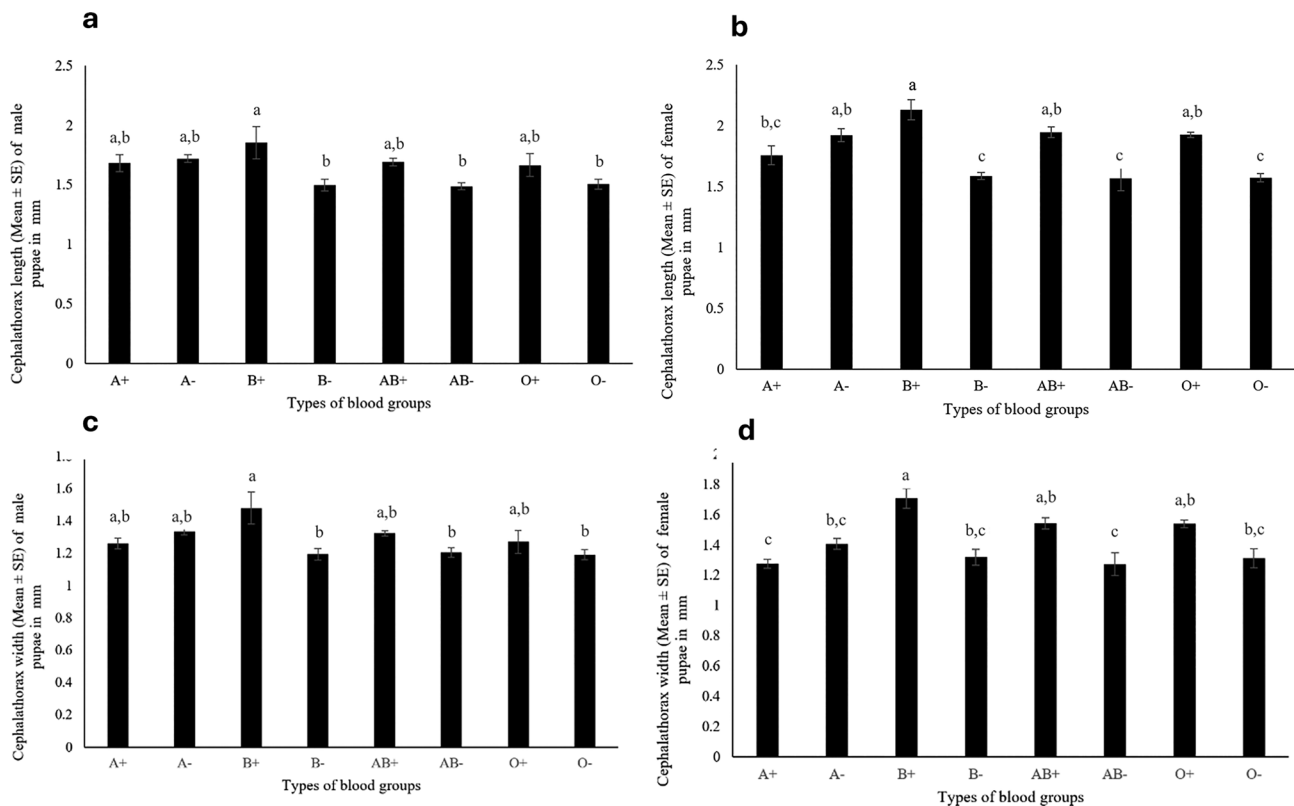 a
2.5
2
1.5
1
0.5
0
a,b
a,b
a
b
a,b
b
a,b
b
A+ A- B+ B- AB+ AB- O+ O-
Types of blood groups
Cephalathorax length (Mean ± SE) of male
pupae in mm
b
2.5
2
1.5
1
0.5
0
b,c
a,b
a
c
a,b
c
a,b
c
A+ A- B+ B- AB+ AB- O+ O-
Types of blood groups
Cephalathorax length (Mean ± SE) of female
pupae in mm
c
1.6
1.4
1.2
1
0.8
0.6
0.4
0.2
0
a,b
a,b
a
b
a,b
b
a,b
b
A+ A- B+ B- AB+ AB- O+ O-
Types of blood groups
Cephalathorax width (Mean ± SE) of male
pupae in mm
d
1.8
1.6
1.4
1.2
1
0.8
0.6
0.4
0.2
0
c
b,c
a
b,c
a,b
c
a,b
b,c
A+ A- B+ B- AB+ AB- O+ O-
Types of blood groups
Cephalathorax width (Mean ± SE) of female
pupae in mm